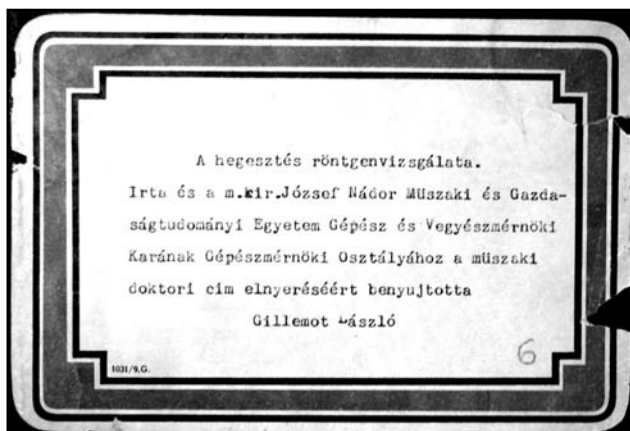 A hegesztés röntgenvizsgálata.
Irta és a m.kir.József Nádor Müszaki és Gazda-
ságtudományi Egyetem Gépész és Vegyészmérnöki
Karának Gépészmérnöki Osztályához a müszaki
doktori cim elnyeréséért benyujtotta
Gillemot László
6
1031/9.G.